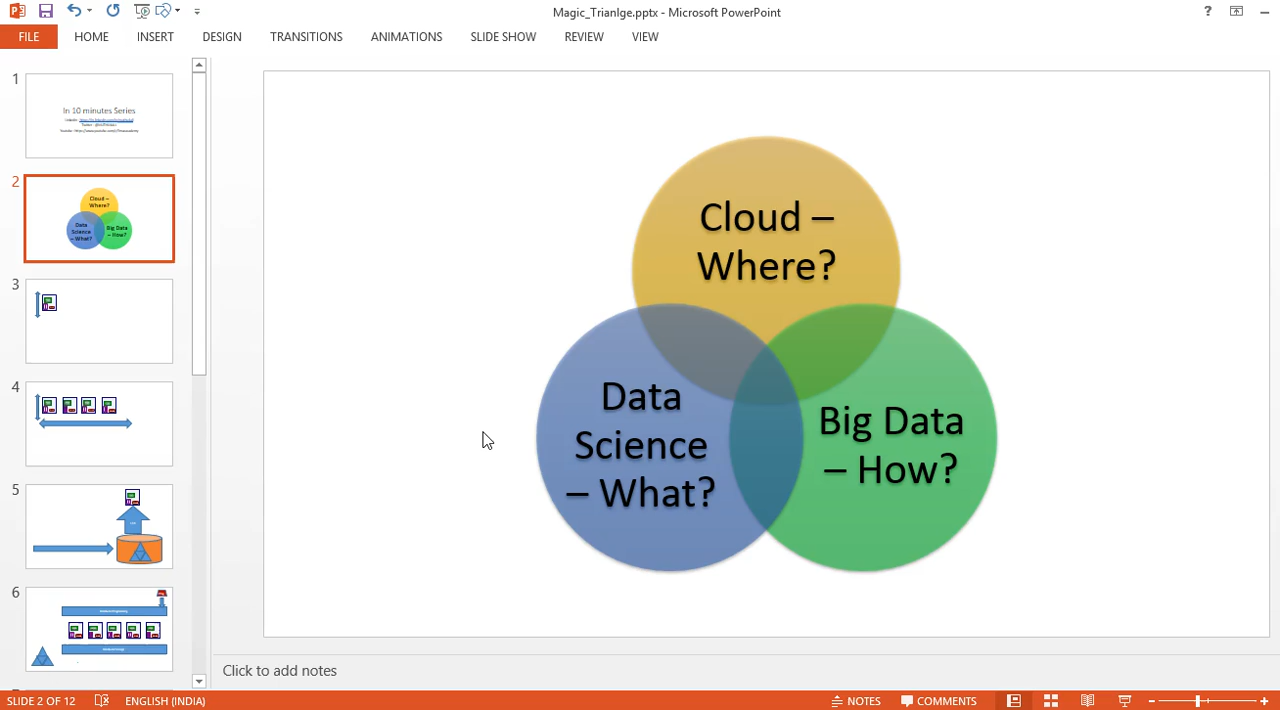 Magic_TrianIge.pptx - Microsoft PowerPoint
?
FILE HOME INSERT DESIGN TRANSITIONS ANIMATIONS SLIDE SHOW REVIEW VIEW
1
In 10 minutes Series
2
Cloud –
Where?
Data
Science
– What?
Big Data
– How?
3
4
5
6
Cloud –
Where?
Data
Science
– What?
Big Data
– How?
Click to add notes
SLIDE 2 OF 12 ENGLISH (INDIA) NOTES COMMENTS